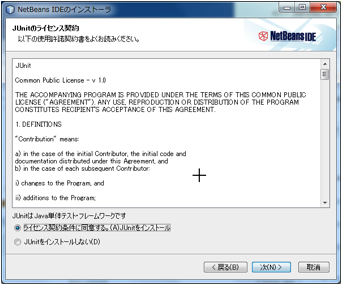 NetBeans IDEのインストーラ
JUnitのライセンス契約
以下の使用許諾契約書をよくお読みください。
NetBeans IDE
JUnit
Common Public License - v 1.0
THE ACCOMPANYING PROGRAM IS PROVIDED UNDER THE TERMS OF THIS COMMON PUBLIC
LICENSE ("AGREEMENT"). ANY USE, REPRODUCTION OR DISTRIBUTION OF THE PROGRAM
CONSTITUTES RECIPIENT'S ACCEPTANCE OF THIS AGREEMENT.
1. DEFINITIONS
"Contribution" means:
a) in the case of the initial Contributor, the initial code and
documentation distributed under this Agreement, and
b) in the case of each subsequent Contributor:
i) changes to the Program, and
ii) additions to the Program;
JUnitはJava単体テスト・フレームワークです
ライセンス契約条件に同意する。(A)JUnitをインストール
JUnitをインストールしない(D)
< 戻る(B)
次(N) >
取消